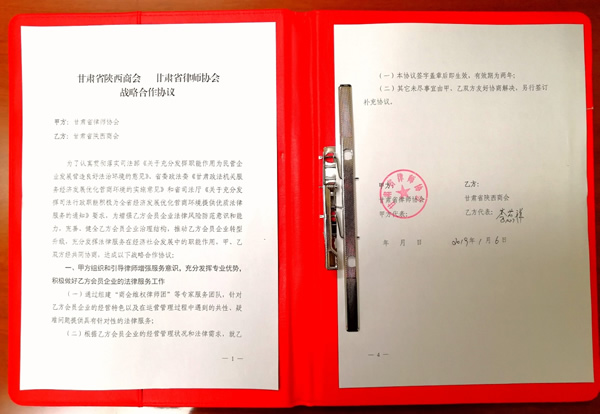 甘肃省陕西商会 甘肃省律师协会
战略合作协议
甲方：甘肃省律师协会
乙方：甘肃省陕西商会
为了认真贯彻落实司法部《关于充分发挥职能作用为民营企
业发展营造良好法治环境的意见》、省委政法委《甘肃政法机关服
务经济发展优化营商环境的实施意见》和省司法厅《关于充分发
挥司法行政职能积极为全省经济发展优化营商环境提供优质法律
服务的通知》要求，为增强乙方会员企业法律风险防范意识和能
力，完善、健全乙方会员企业治理结构，推动乙方会员企业转型
升级，充分发挥法律服务在经济社会发展中的职能作用，甲、乙
双方经共同协商，达成以下战略合作协议：
一、甲方组织和引导律师增强服务意识，充分发挥专业优势，
积极做好乙方会员企业的法律服务工作
（一）通过组建“商会维权律师团”等专家服务团队，针对
乙方会员企业的经营特色以及在运营管理过程中遇到的共性、疑
难问题提供具有针对性的法律服务；
（二）根据乙方会员企业的经营管理状况和法律需求，就乙
- 1 -
（一）本协议签字盖章后即生效，有效期为两年；
（二）其它未尽事宜由甲、乙双方友好协商解决，另行签订
补充协议。
甲方： 乙方：
甘肃省律师协会 甘肃省陕西商会
甲方代表： 乙方代表：
年 月 日 2019年1月6日
- 4 -